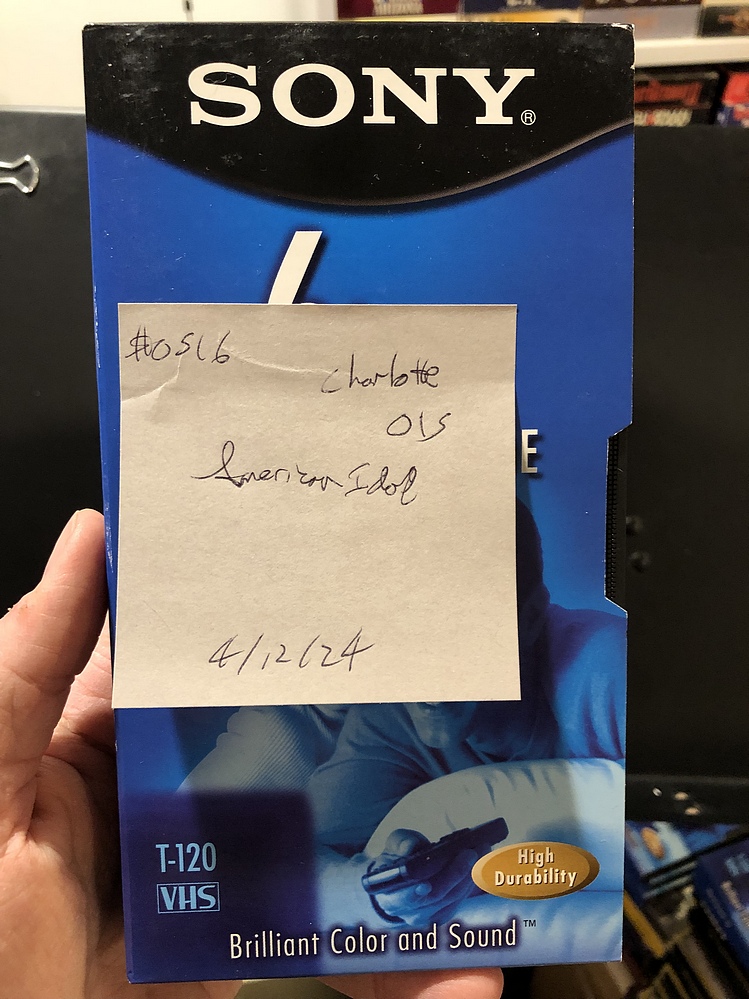 SONY®
#0516
Charlotte
015
E
American Idol
4/12/24
T-120
VHS
High
Durability
Brilliant Color and Sound™